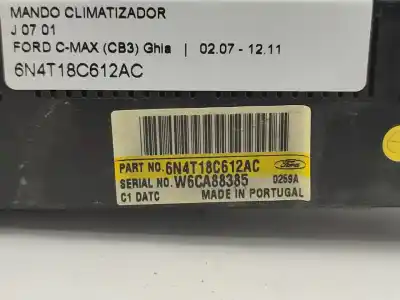 MANDO CLIMATIZADOR
J 07 01
FORD C-MAX (CB3) Ghia | 02.07 - 12.11
6N4T18C612AC
PART NO. 6N4T18C612AC Ford
SERIAL NO. W6CA88385 0259A
C1 DATC MADE IN PORTUGAL